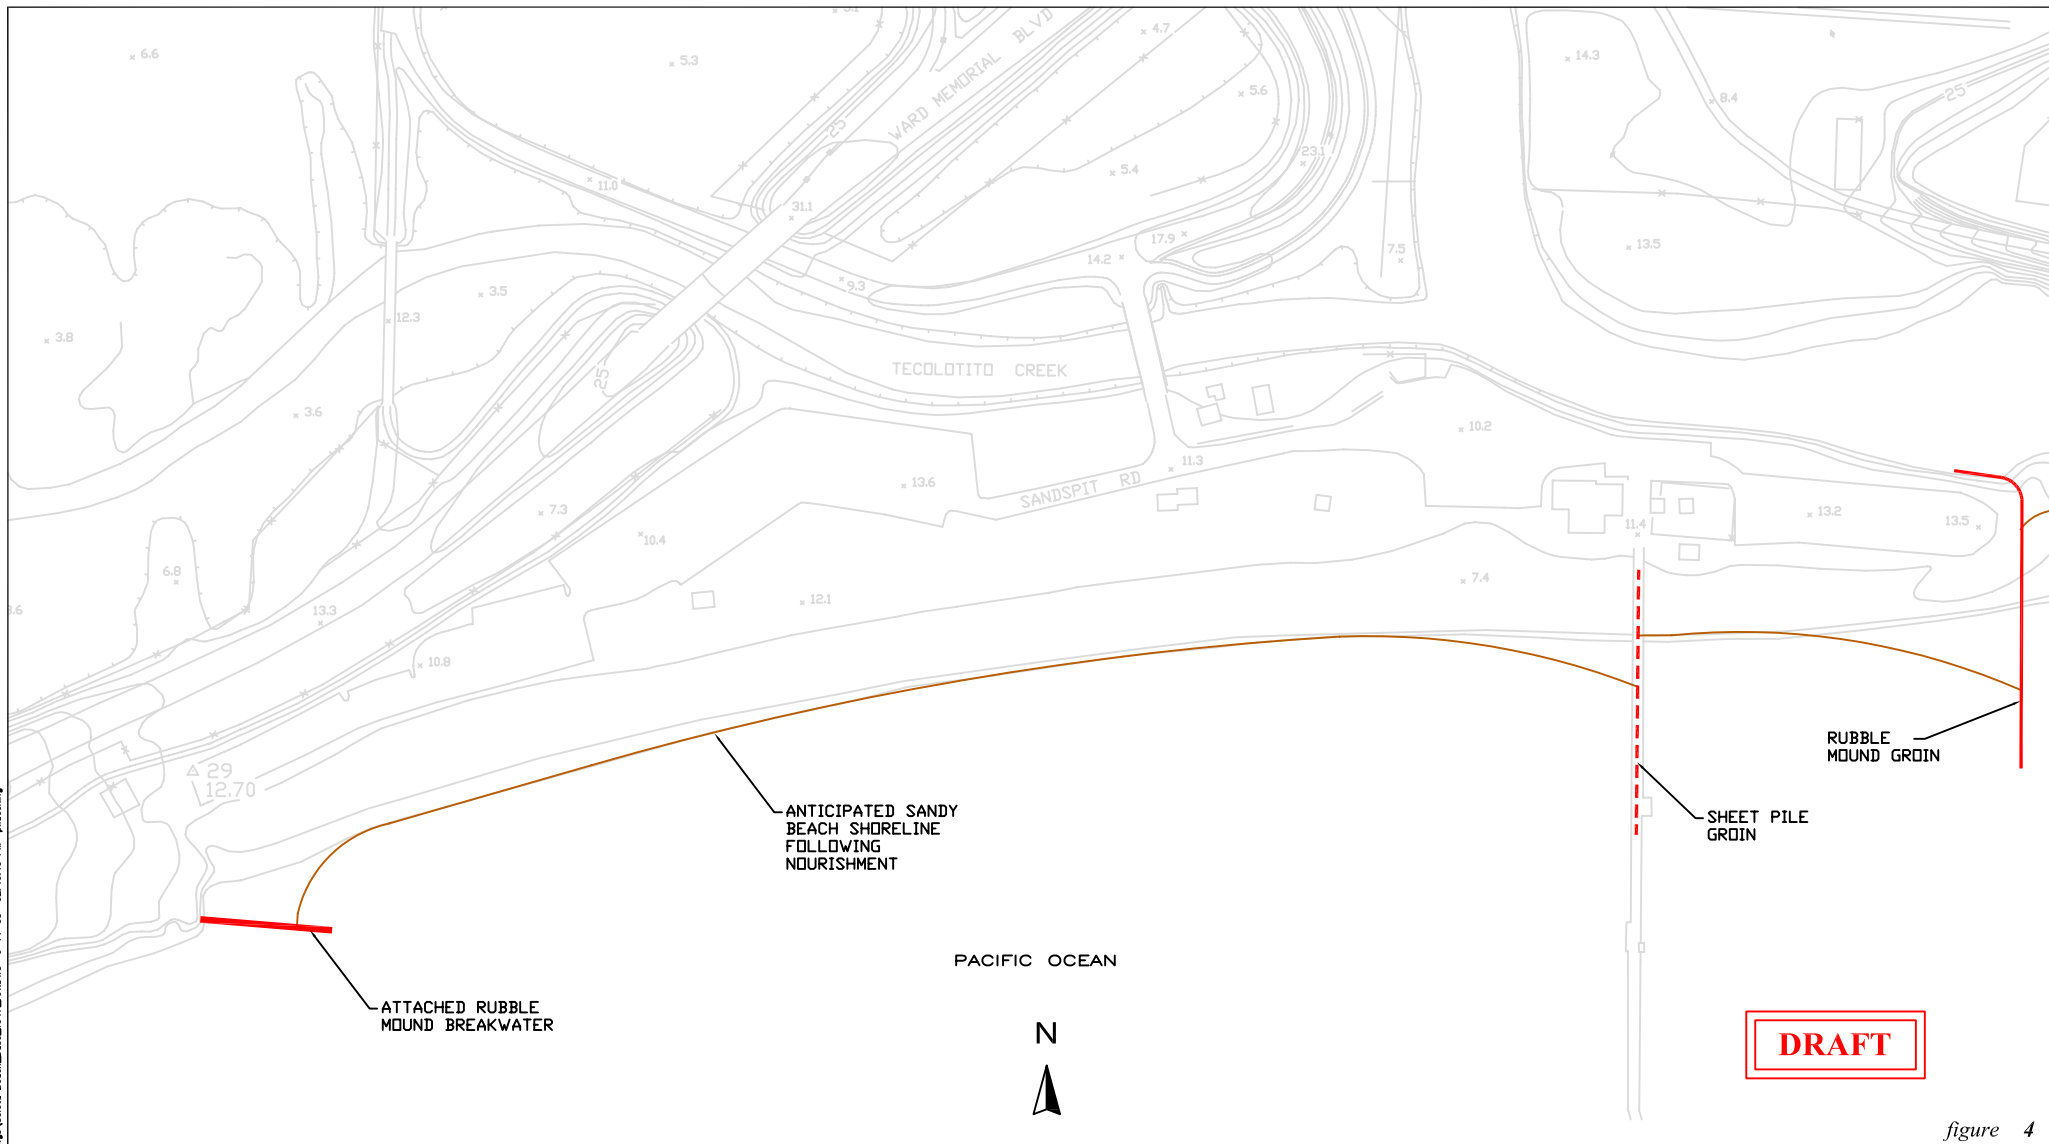 5.2
6.6
5.3
4.7
WARD MEMORIAL BLVD
14.3
5.6
8.4
25
25
23.1
5.4
11.0
31.1
17.9
7.5
13.5
14.2
9.3
3.5
12.3
3.8
TECOLOTITO CREEK
25
3.6
10.2
11.3
13.6
SANDSPIT RD
7.3
10.4
11.4
13.2
13.5
6.8
7.4
12.1
13.3
3.6
10.8
29
12.70
RUBBLE
MOUND GROIN
ANTICIPATED SANDY
BEACH SHORELINE
FOLLOWING
NOURISHMENT
SHEET PILE
GROIN
PACIFIC OCEAN
ATTACHED RUBBLE
MOUND BREAKWATER
N
DRAFT
figure 4